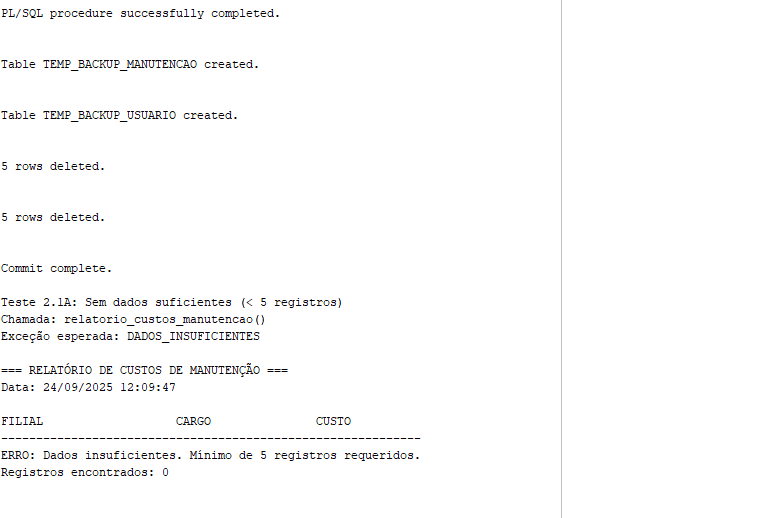 PL/SQL procedure successfully completed.
Table TEMP_BACKUP_MANUTENCAO created.
Table TEMP_BACKUP_USUARIO created.
5 rows deleted.
5 rows deleted.
Commit complete.
Teste 2.1A: Sem dados suficientes (< 5 registros)
Chamada: relatorio_custos_manutencao()
Exceção esperada: DADOS_INSUFICIENTES
=== RELATÓRIO DE CUSTOS DE MANUTENÇÃO ===
Data: 24/09/2025 12:09:47
FILIAL CARGO CUSTO
------------------------------------------------------------
ERRO: Dados insuficientes. Mínimo de 5 registros requeridos.
Registros encontrados: 0